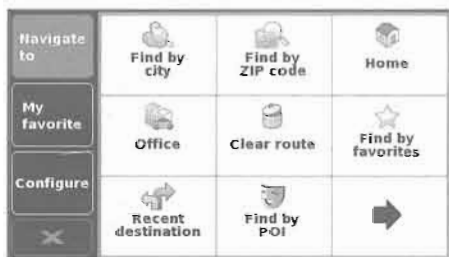 Navigate
to
My
favorite
Configure
Find by
city
Find by
ZIP code
Home
Office
Clear route
Find by
favorites
Recent
destination
Find by
POI